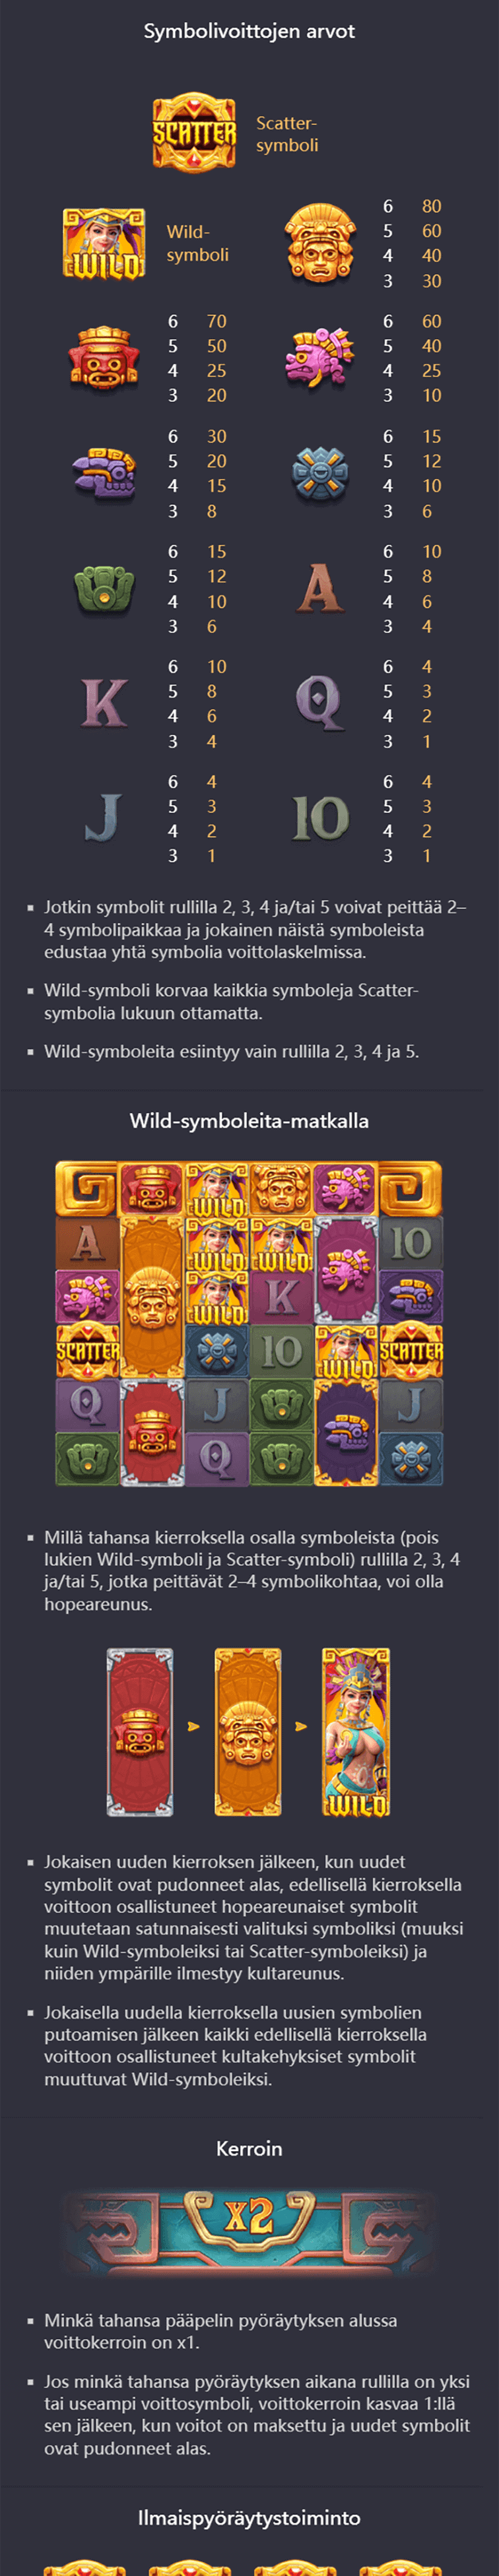 Symbolivoittojen arvot
SCATTER
Scatter-
symboli
WILD
Wild-
symboli
6 80
5 60
4 40
3 30
6 70
5 50
4 25
3 20
6 60
5 40
4 25
3 10
6 30
5 20
4 15
3 8
6 15
5 12
4 10
3 6
6 15
5 12
4 10
3 6
A
6 10
5 8
4 6
3 4
K
6 10
5 8
4 6
3 4
Q
6 4
5 3
4 2
3 1
J
6 4
5 3
4 2
3 1
10
6 4
5 3
4 2
3 1
Jotkin symbolit rullilla 2, 3, 4 ja/tai 5 voivat peittää 2–
4 symbolipaikkaa ja jokainen näistä symboleista
edustaa yhtä symbolia voittolaskelmissa.
Wild-symboli korvaa kaikkia symboleja Scatter-
symbolia lukuun ottamatta.
Wild-symboleita esiintyy vain rullilla 2, 3, 4 ja 5.
Wild-symboleita-matkalla
WILD
A WILD WILD 10
WILD K
SCATTER 10 WILD SCATTER
Q J J
Q
Millä tahansa kierroksella osalla symboleista (pois
lukien Wild-symboli ja Scatter-symboli) rullilla 2, 3, 4
ja/tai 5, jotka peittävät 2–4 symbolikohtaa, voi olla
hopeareunus.
WILD
Jokaisen uuden kierroksen jälkeen, kun uudet
symbolit ovat pudonneet alas, edellisellä kierroksella
voittoon osallistuneet hopeareunaiset symbolit
muutetaan satunnaisesti valituksi symboliksi (muuksi
kuin Wild-symboleiksi tai Scatter-symboleiksi) ja
niiden ympärille ilmestyy kultareunus.
Jokaisella uudella kierroksella uusien symbolien
putoamisen jälkeen kaikki edellisellä kierroksella
voittoon osallistuneet kultakehyksiset symbolit
muuttuvat Wild-symboleiksi.
Kerroin
x2
Minkä tahansa pääpelin pyöräytyksen alussa
voittokerroin on x1.
Jos minkä tahansa pyöräytyksen aikana rullilla on yksi
tai useampi voittosymboli, voittokerroin kasvaa 1:llä
sen jälkeen, kun voitot on maksettu ja uudet symbolit
ovat pudonneet alas.
Ilmaispyöräytystoiminto